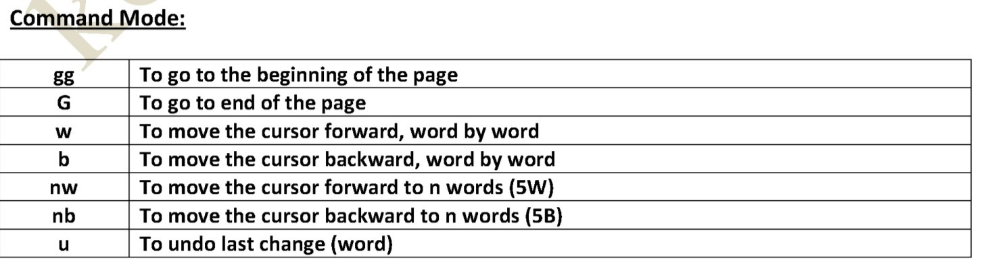 Command Mode:
gg To go to the beginning of the page
G To go to end of the page
w To move the cursor forward, word by word
b To move the cursor backward, word by word
nw To move the cursor forward to n words (5W)
nb To move the cursor backward to n words (5B)
u To undo last change (word)